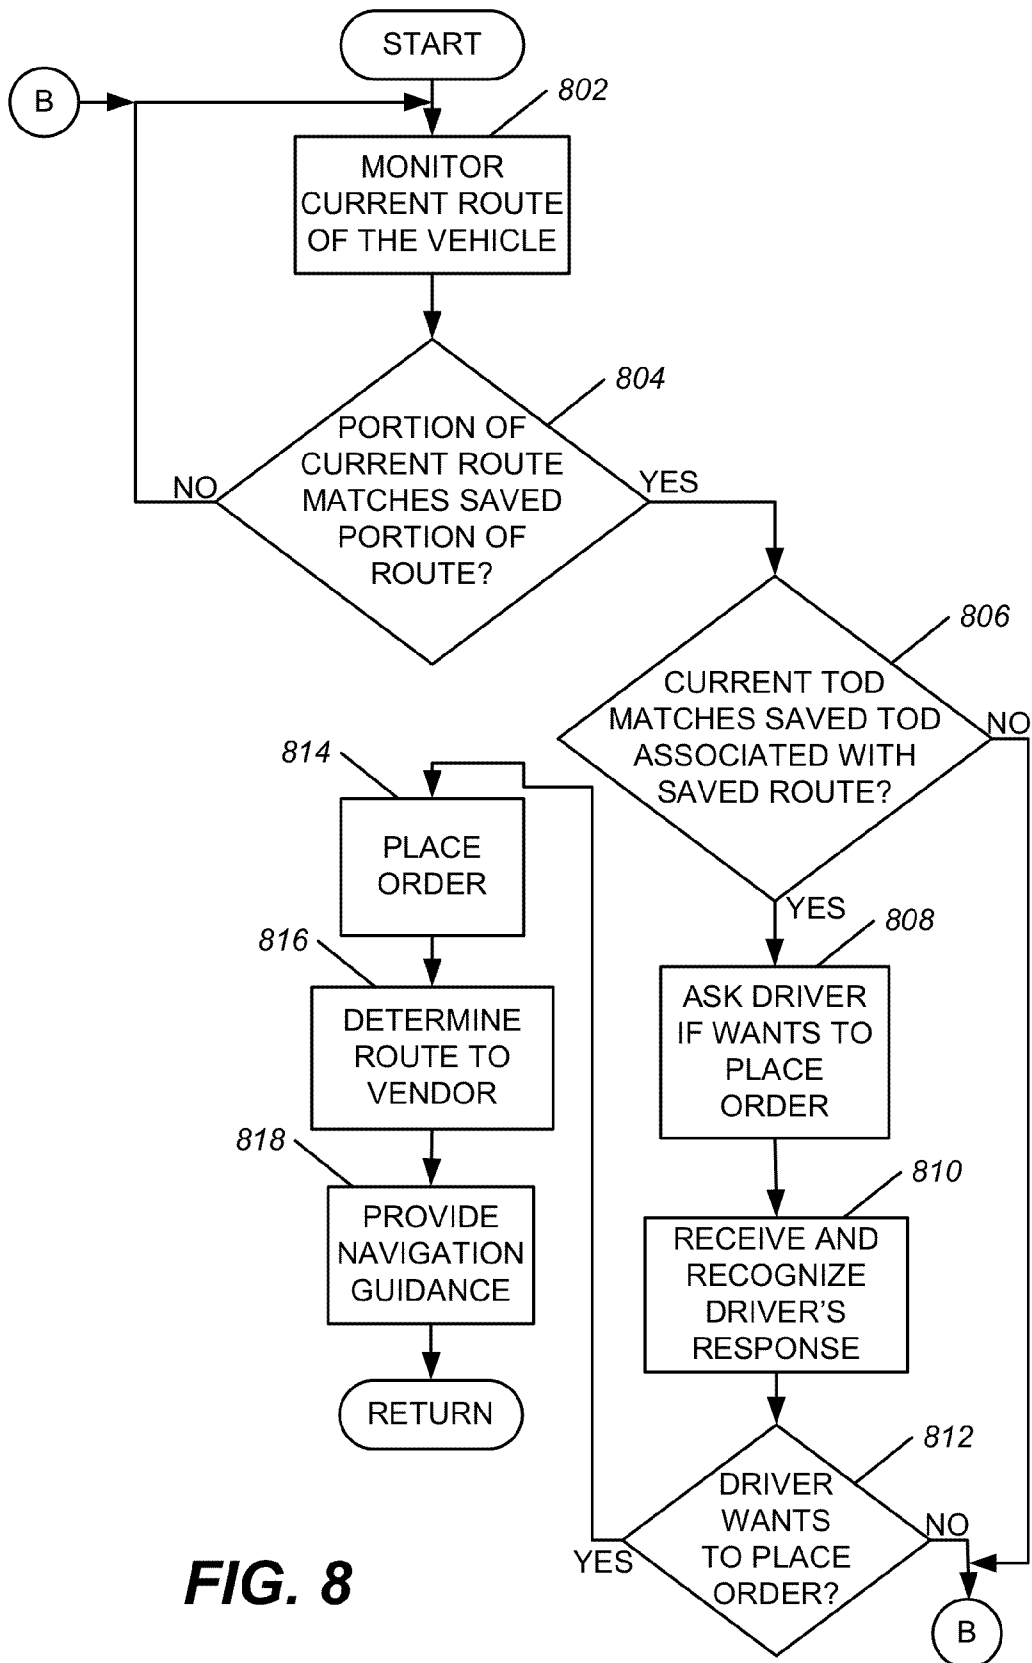 START
B
802
MONITOR
CURRENT ROUTE
OF THE VEHICLE
804
PORTION OF
CURRENT ROUTE
MATCHES SAVED
PORTION OF
ROUTE?
NO
YES
806
CURRENT TOD
MATCHES SAVED TOD
ASSOCIATED WITH
SAVED ROUTE?
NO
YES
808
ASK DRIVER
IF WANTS TO
PLACE
ORDER
810
RECEIVE AND
RECOGNIZE
DRIVER'S
RESPONSE
812
DRIVER
WANTS
TO PLACE
ORDER?
NO
YES
B
814
PLACE
ORDER
816
DETERMINE
ROUTE TO
VENDOR
818
PROVIDE
NAVIGATION
GUIDANCE
RETURN
FIG. 8